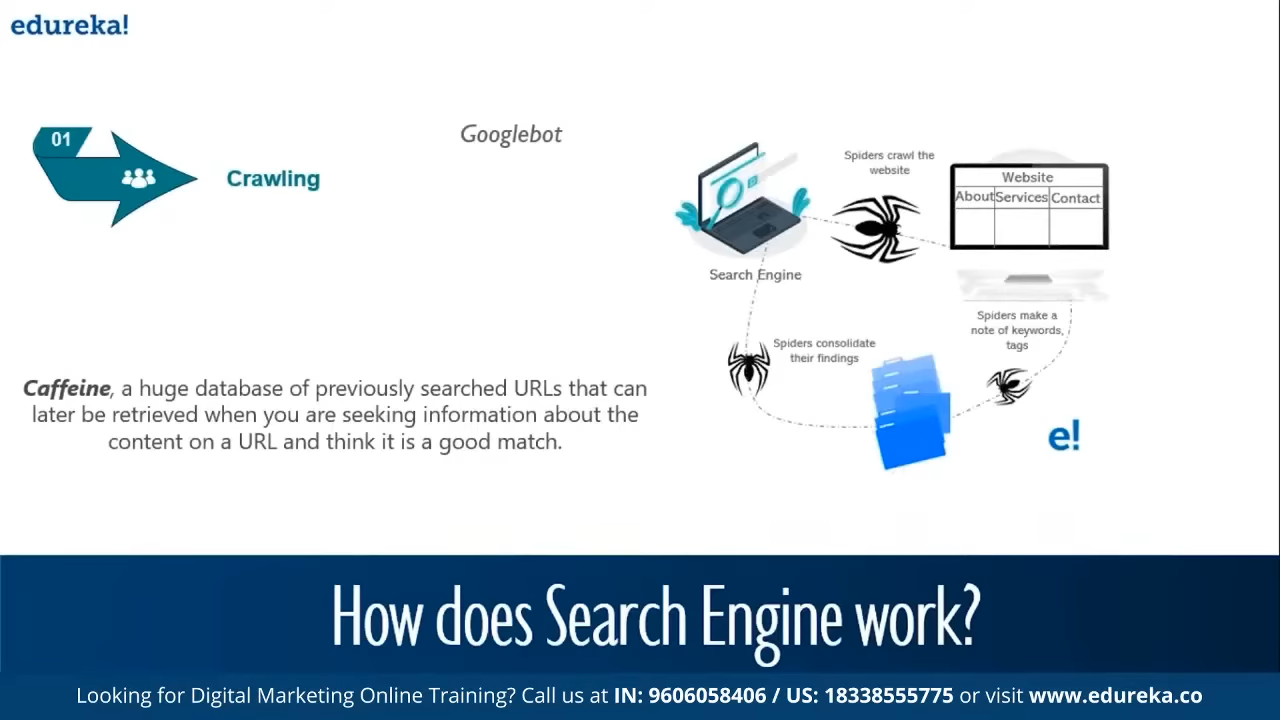 edureka!
01
Crawling
Googlebot
Caffeine, a huge database of previously searched URLs that can
later be retrieved when you are seeking information about the
content on a URL and think it is a good match.
Spiders crawl the
website
Website
About Services Contact
Search Engine
Spiders make a
note of keywords,
tags
Spiders consolidate
their findings
e!
How does Search Engine work?
Looking for Digital Marketing Online Training? Call us at IN: 9606058406 / US: 18338555775 or visit www.edureka.co